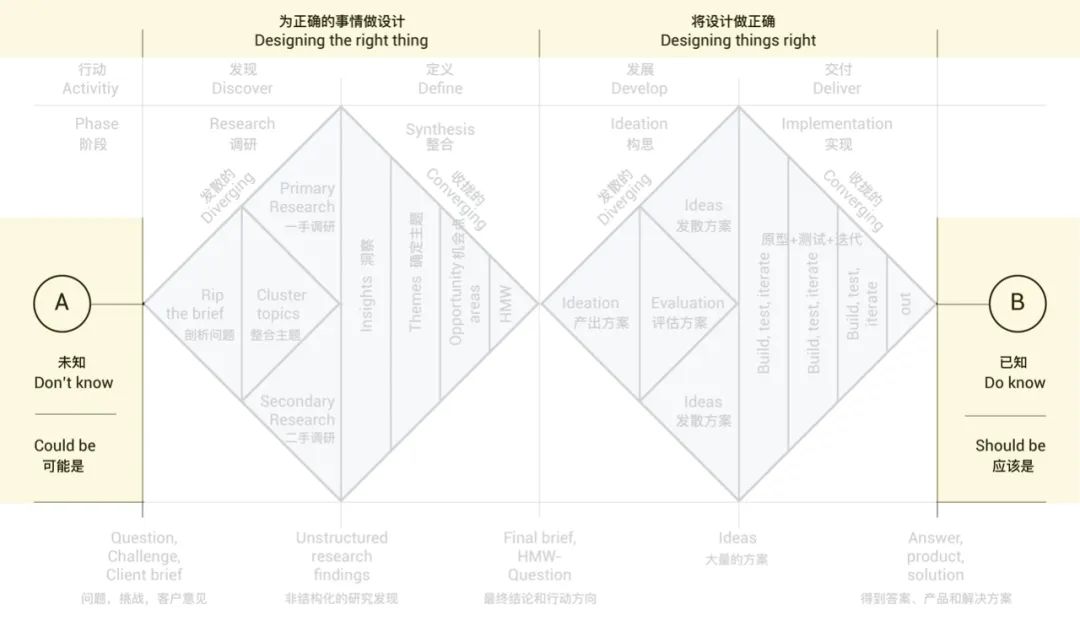 为正确的事情做设计
Designing the right thing
将设计做正确
Designing things right
行动
Activitiy
发现
Discover
定义
Define
发展
Develop
交付
Deliver
Phase
阶段
Research
调研
Synthesis
整合
Ideation
构思
Implementation
实现
发散的
Diverging
收拢的
Converging
发散的
Diverging
收拢的
Converging
A
未知
Don't know
Could be
可能是
Rip
the brief
剖析问题
Cluster
topics
整合主题
Primary
Research
一手调研
Secondary
Research
二手调研
Insights 洞察
Themes 确定主题
Opportunity 机会点
areas
HMW
Ideation
产出方案
Evaluation
评估方案
Ideas
发散方案
Ideas
发散方案
原型+测试+迭代
Build, test, iterate
Build, test, iterate
Build, test,
iterate
out
B
已知
Do know
Should be
应该是
Question,
Challenge,
Client brief
问题，挑战，客户意见
Unstructured
research
findings
非结构化的研究发现
Final brief,
HMW-
Question
最终结论和行动方向
Ideas
大量的方案
Answer,
product,
solution
得到答案、产品和解决方案